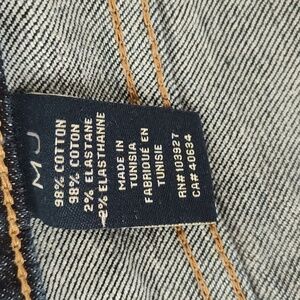 MJ
98% COTTON
98% COTON
2% ELASTANE
2% ELASTHANNE
MADE IN
TUNISIA
FABRIQUÉ EN
TUNISIE
RN# 103927
CA# 40634